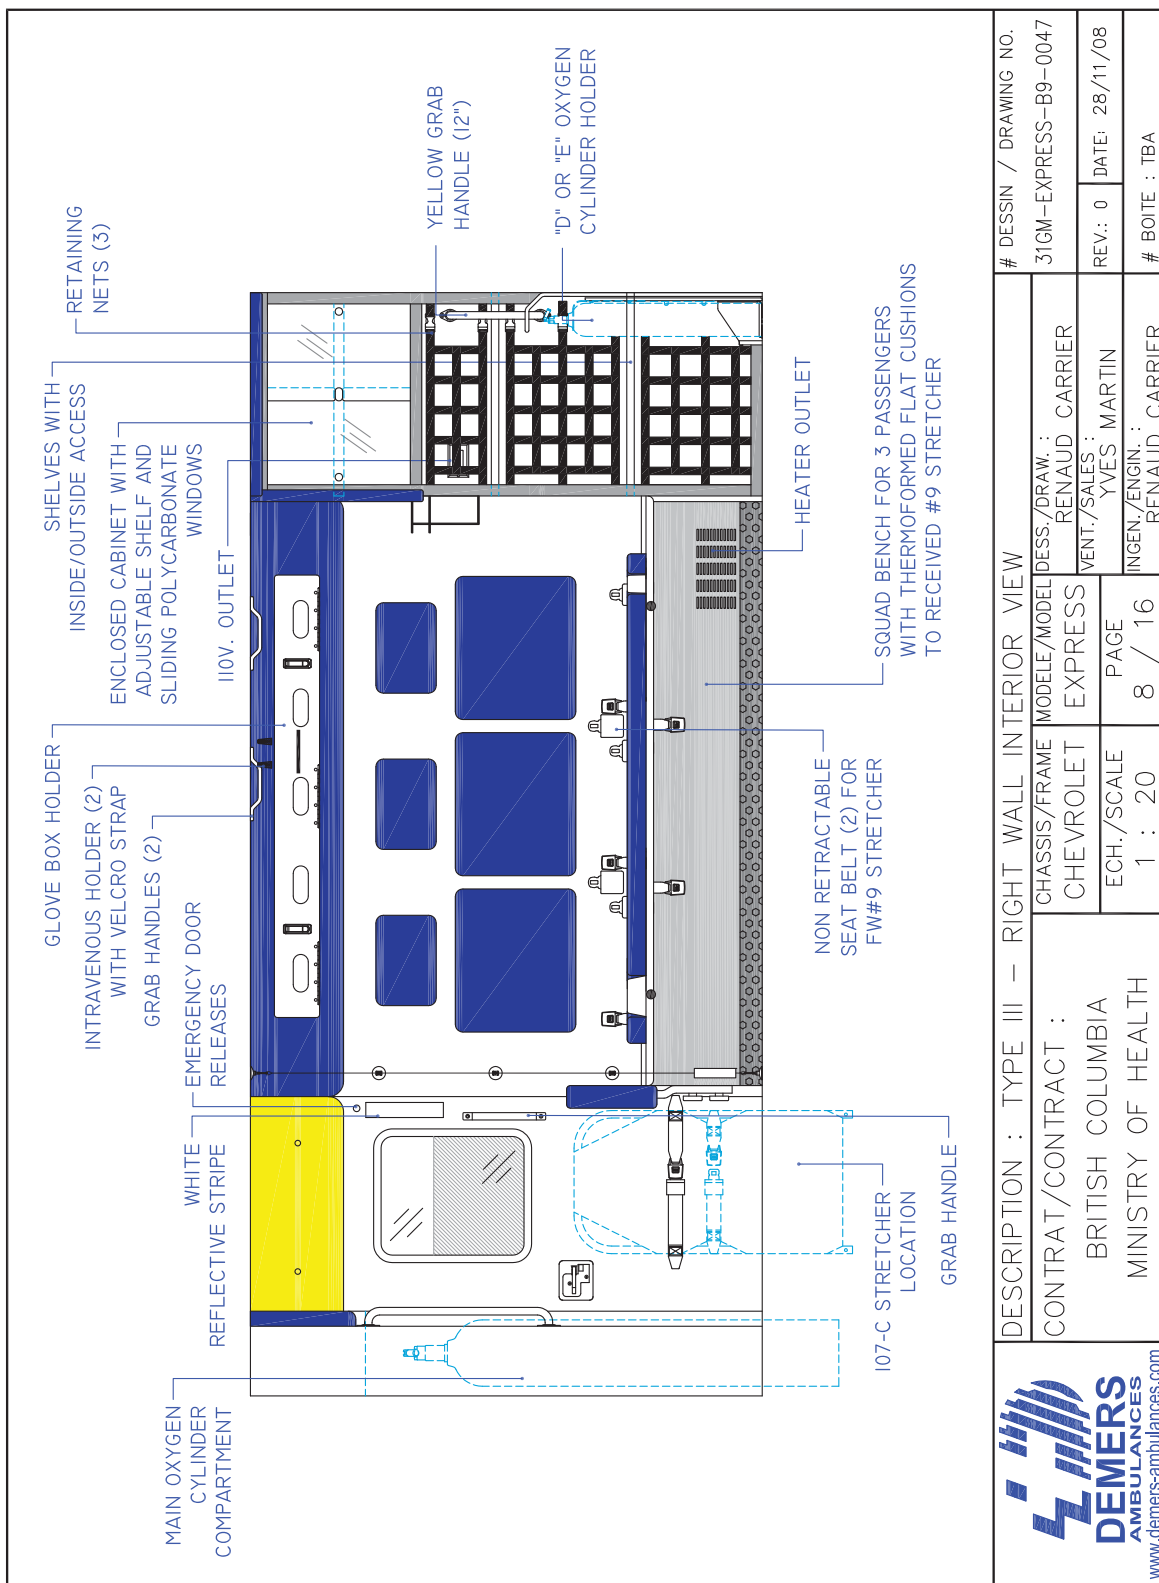 SHELVES WITH
INSIDE/OUTSIDE ACCESS
RETAINING
NETS (3)
GLOVE BOX HOLDER
ENCLOSED CABINET WITH
ADJUSTABLE SHELF AND
SLIDING POLYCARBONATE
WINDOWS
INTRAVENOUS HOLDER (2)
WITH VELCRO STRAP
GRAB HANDLES (2)
110V. OUTLET
MAIN OXYGEN
CYLINDER
COMPARTMENT
WHITE
REFLECTIVE STRIPE
EMERGENCY DOOR
RELEASES
YELLOW GRAB
HANDLE (12")
"D" OR "E" OXYGEN
CYLINDER HOLDER
HEATER OUTLET
NON RETRACTABLE
SEAT BELT (2) FOR
FW#9 STRETCHER
SQUAD BENCH FOR 3 PASSENGERS
WITH THERMOFORMED FLAT CUSHIONS
TO RECEIVED #9 STRETCHER
107-C STRETCHER
LOCATION
GRAB HANDLE
DEMERS
AMBULANCES
www.demers-ambulances.com
DESCRIPTION : TYPE III - RIGHT WALL INTERIOR VIEW
CONTRAT/CONTRACT :
BRITISH COLUMBIA
MINISTRY OF HEALTH
CHASSIS/FRAME
CHEVROLET
MODELE/MODEL
EXPRESS
ECH./SCALE
1 : 20
PAGE
8 / 16
DESS./DRAW. :
RENAUD CARRIER
VENT./SALES :
YVES MARTIN
INGEN./ENGIN. :
RENAUD CARRIER
# DESSIN / DRAWING NO.
31GM-EXPRESS-B9-0047
REV.: 0 DATE: 28/11/08
# BOITE : TBA